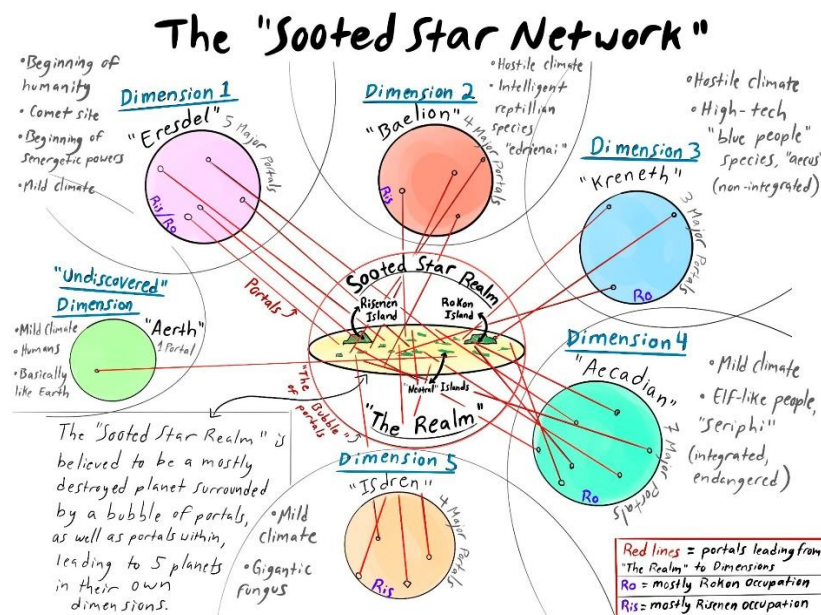 The "Sooted Star Network"
•Beginning of
humanity
• Comet site
• Beginning of
senergetic powers
• Mild climate
Dimension 1
"Eresdel"
5 Major Portals
Ris/Ro
Dimension 2
"Baelion"
4 Major Portals
Ris
•Hostile climate
• Intelligent
reptillian
species
"edrienai"
•Hostile climate
• High-tech
"blue people"
species, "aecus"
(non-integrated)
Dimension 3
"Kreneth"
3 Major Portals
Ro
"Undiscovered"
Dimension
"Aerth"
1 Portal
•Mild climate
• Humans
• Basically
like Earth
Portals
Sooted Star Realm
Risenen
Island
RoKon
Island
"Neutral" Islands
"The Realm"
"The Bubble"
of portals
Dimension 4
"Aeccadian"
7 Major Portals
Ro
• Mild climate
• Elf-like people,
"Seriphi"
(integrated,
endangered)
The "Sooted Star Realm" is
believed to be a mostly
destroyed planet surrounded
by a bubble of portals,
as well as portals within,
leading to 5 planets
in their own
dimensions.
Dimension 5
"Isdren"
4 Major Portals
Ris
•Mild
climate
• Gigantic
fungus
Red lines = portals leading from
"The Realm" to Dimensions
Ro = mostly RoKon occupation
Ris = mostly Risenen occupation